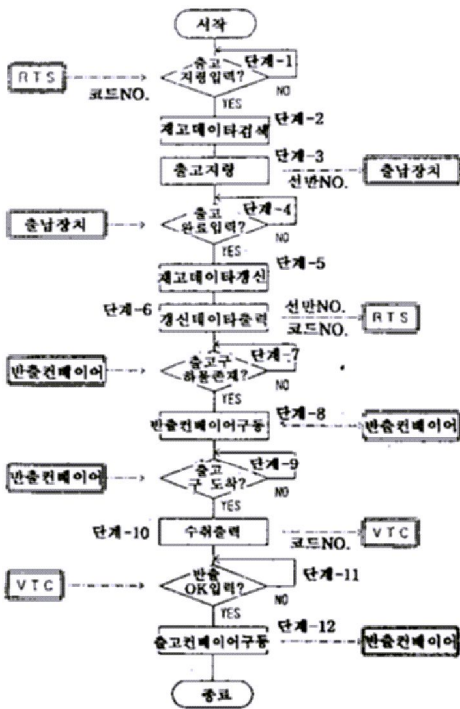 시작
출고
지령입력?
단계-1
RTS
코드NO.
NO
YES
재고데이타검색
단계-2
단계-3
출고지령
선반NO.
출납장치
단계-4
출고
완료입력?
출납장치
NO
YES
단계-5
재고데이타갱신
단계-6
갱신데이타출력
선반NO.
코드NO.
RTS
단계-7
출고구
하물존재?
반출컨베이어
NO
YES
단계-8
반출컨베이어구동
반출컨베이어
단계-9
출고
구 도착?
반출컨베이어
NO
YES
단계-10
수취출력
코드NO.
VTC
단계-11
반출
OK입력?
VTC
NO
YES
단계-12
출고컨베이어구동
반출컨베이어
종료